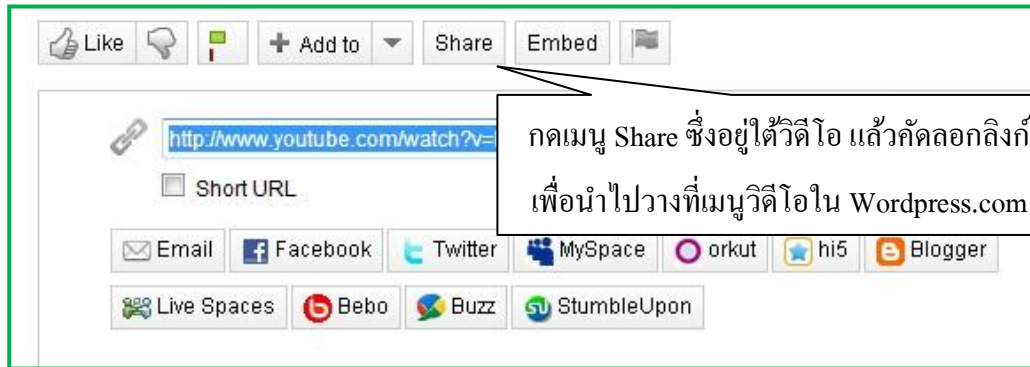 Like Add to Share Embed
http://www.youtube.com/watch?v=
กดเมนู Share ซึ่งอยู่ใต้วิดีโอ แล้วคัดลอกลิงก์
Short URL
เพื่อนำไปวางที่เมนูวิดีโอใน Wordpress.com
Email Facebook Twitter MySpace orkut hi5 Blogger
Live Spaces Bebo Buzz StumbleUpon